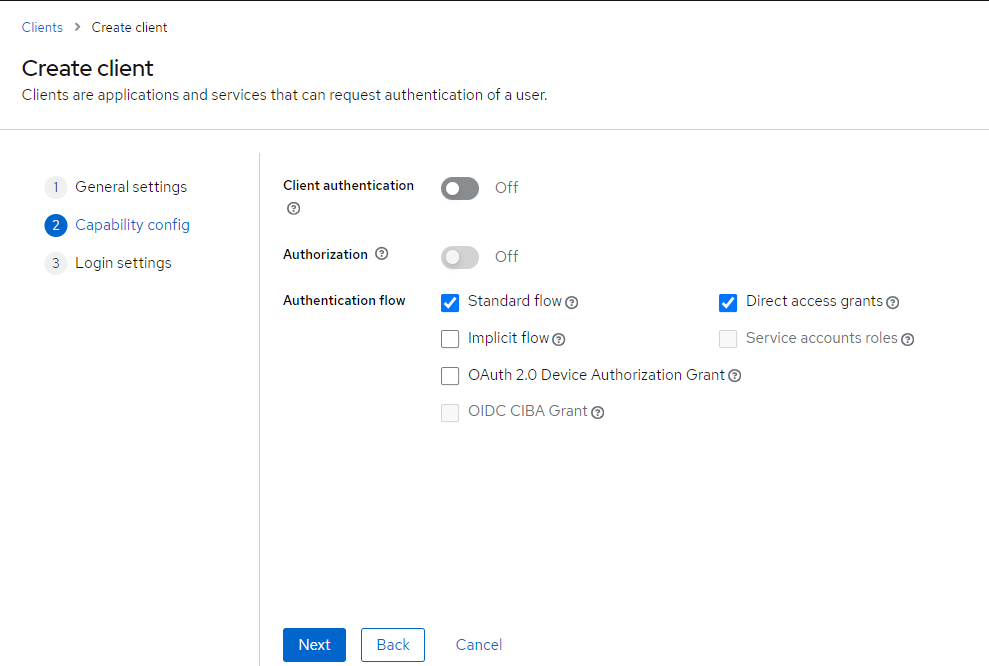 Clients > Create client
Create client
Clients are applications and services that can request authentication of a user.
1 General settings
2 Capability config
3 Login settings
Client authentication Off
Authorization Off
Authentication flow Standard flow Direct access grants
Implicit flow Service accounts roles
OAuth 2.0 Device Authorization Grant
OIDC CIBA Grant
Next Back Cancel